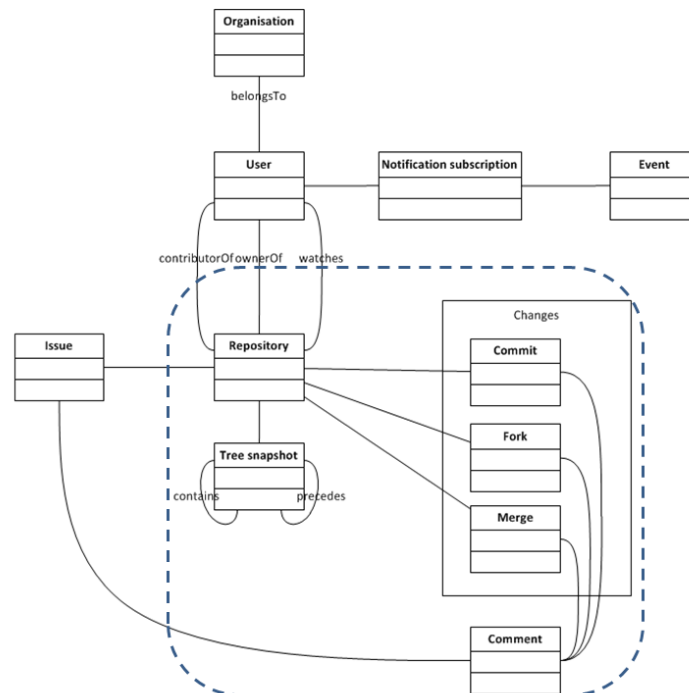 Organisation
belongsTo
User
Notification subscription
Event
contributorOf
ownerOf
watches
Changes
Issue
Repository
Commit
Fork
Tree snapshot
contains
precedes
Merge
Comment